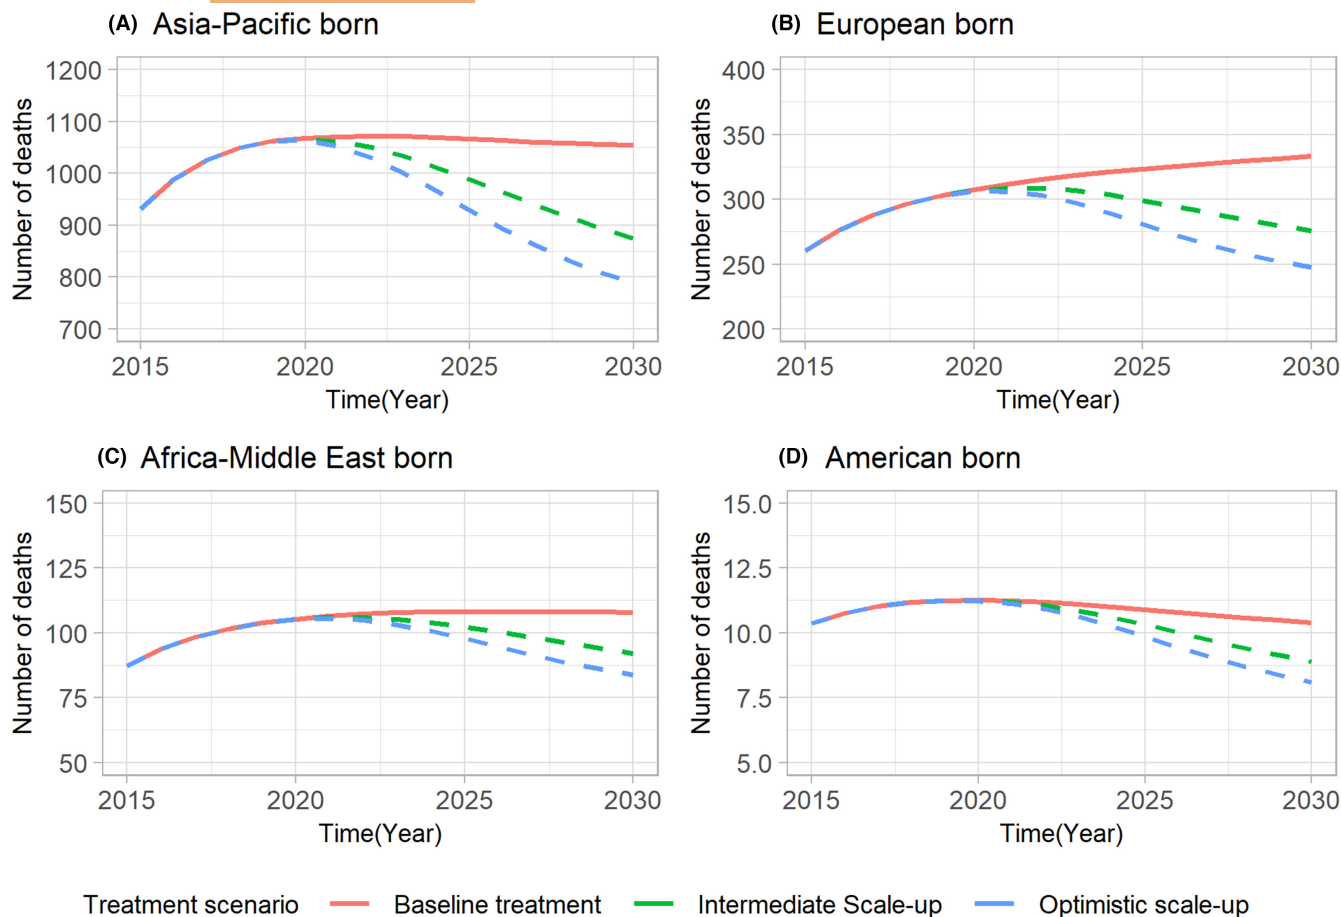 (A) Asia-Pacific born
1200
1100
1000
900
800
700
Number of deaths
2015 2020 2025 2030
Time(Year)
(B) European born
400
350
300
250
200
Number of deaths
2015 2020 2025 2030
Time(Year)
(C) Africa-Middle East born
150
125
100
75
50
Number of deaths
2015 2020 2025 2030
Time(Year)
(D) American born
15.0
12.5
10.0
7.5
5.0
Number of deaths
2015 2020 2025 2030
Time(Year)
Treatment scenario Baseline treatment Intermediate Scale-up Optimistic scale-up